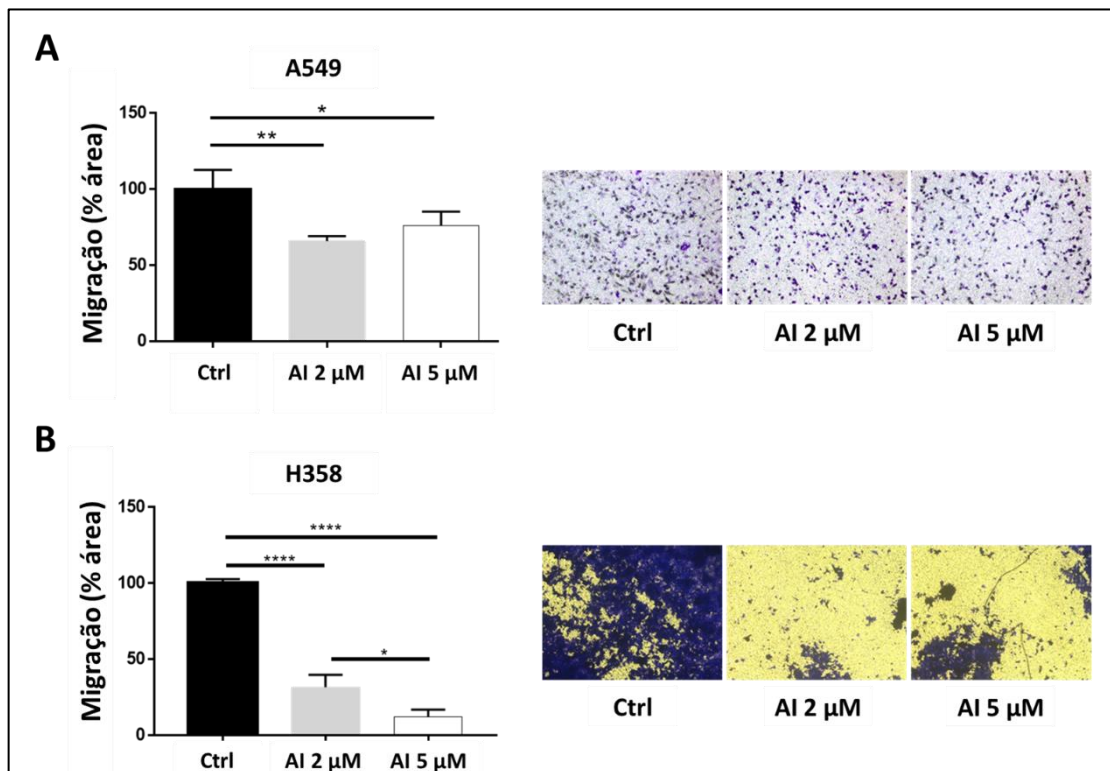 A
A549
Migração (% área)
150
100
50
0
*
**
Ctrl
AI 2 µM
AI 5 µM
Ctrl
AI 2 µM
AI 5 µM
B
H358
Migração (% área)
150
100
50
0
****
****
*
Ctrl
AI 2 µM
AI 5 µM
Ctrl
AI 2 µM
AI 5 µM